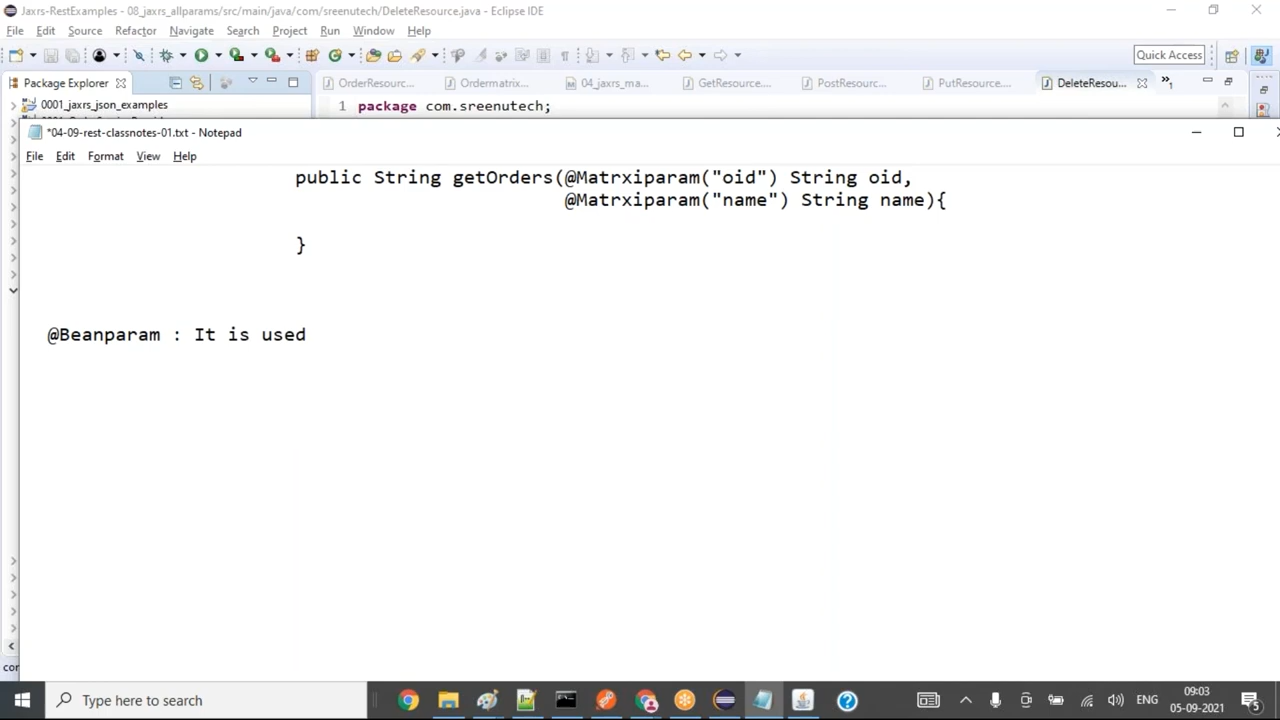 Jaxrs-RestExamples - 08_jaxrs_allparams/src/main/java/com/sreenutech/DeleteResource.java - Eclipse IDE
File Edit Source Refactor Navigate Search Project Run Window Help
Quick Access
Package Explorer
OrderResourc... Ordermatrix... 04_jaxrs_ma... GetResource.... PostResourc... PutResource.... DeleteResou... 1
0001_jaxrs_json_examples
1 package com.sreenutech;
*04-09-rest-classnotes-01.txt - Notepad
File Edit Format View Help
public String getOrders(@Matrxiparam("oid") String oid,
@Matrxiparam("name") String name){
}
@Beanparam : It is used
cor
Type here to search
ENG
09:03
05-09-2021
5